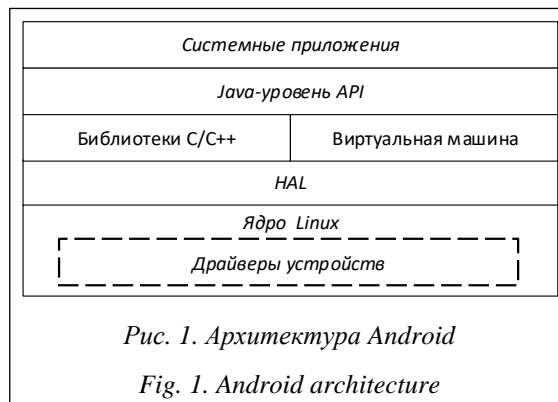 Системные приложения
Java-уровень API
Библиотеки C/C++ Виртуальная машина
HAL
Ядро Linux
Драйверы устройств
Рис. 1. Архитектура Android
Fig. 1. Android architecture